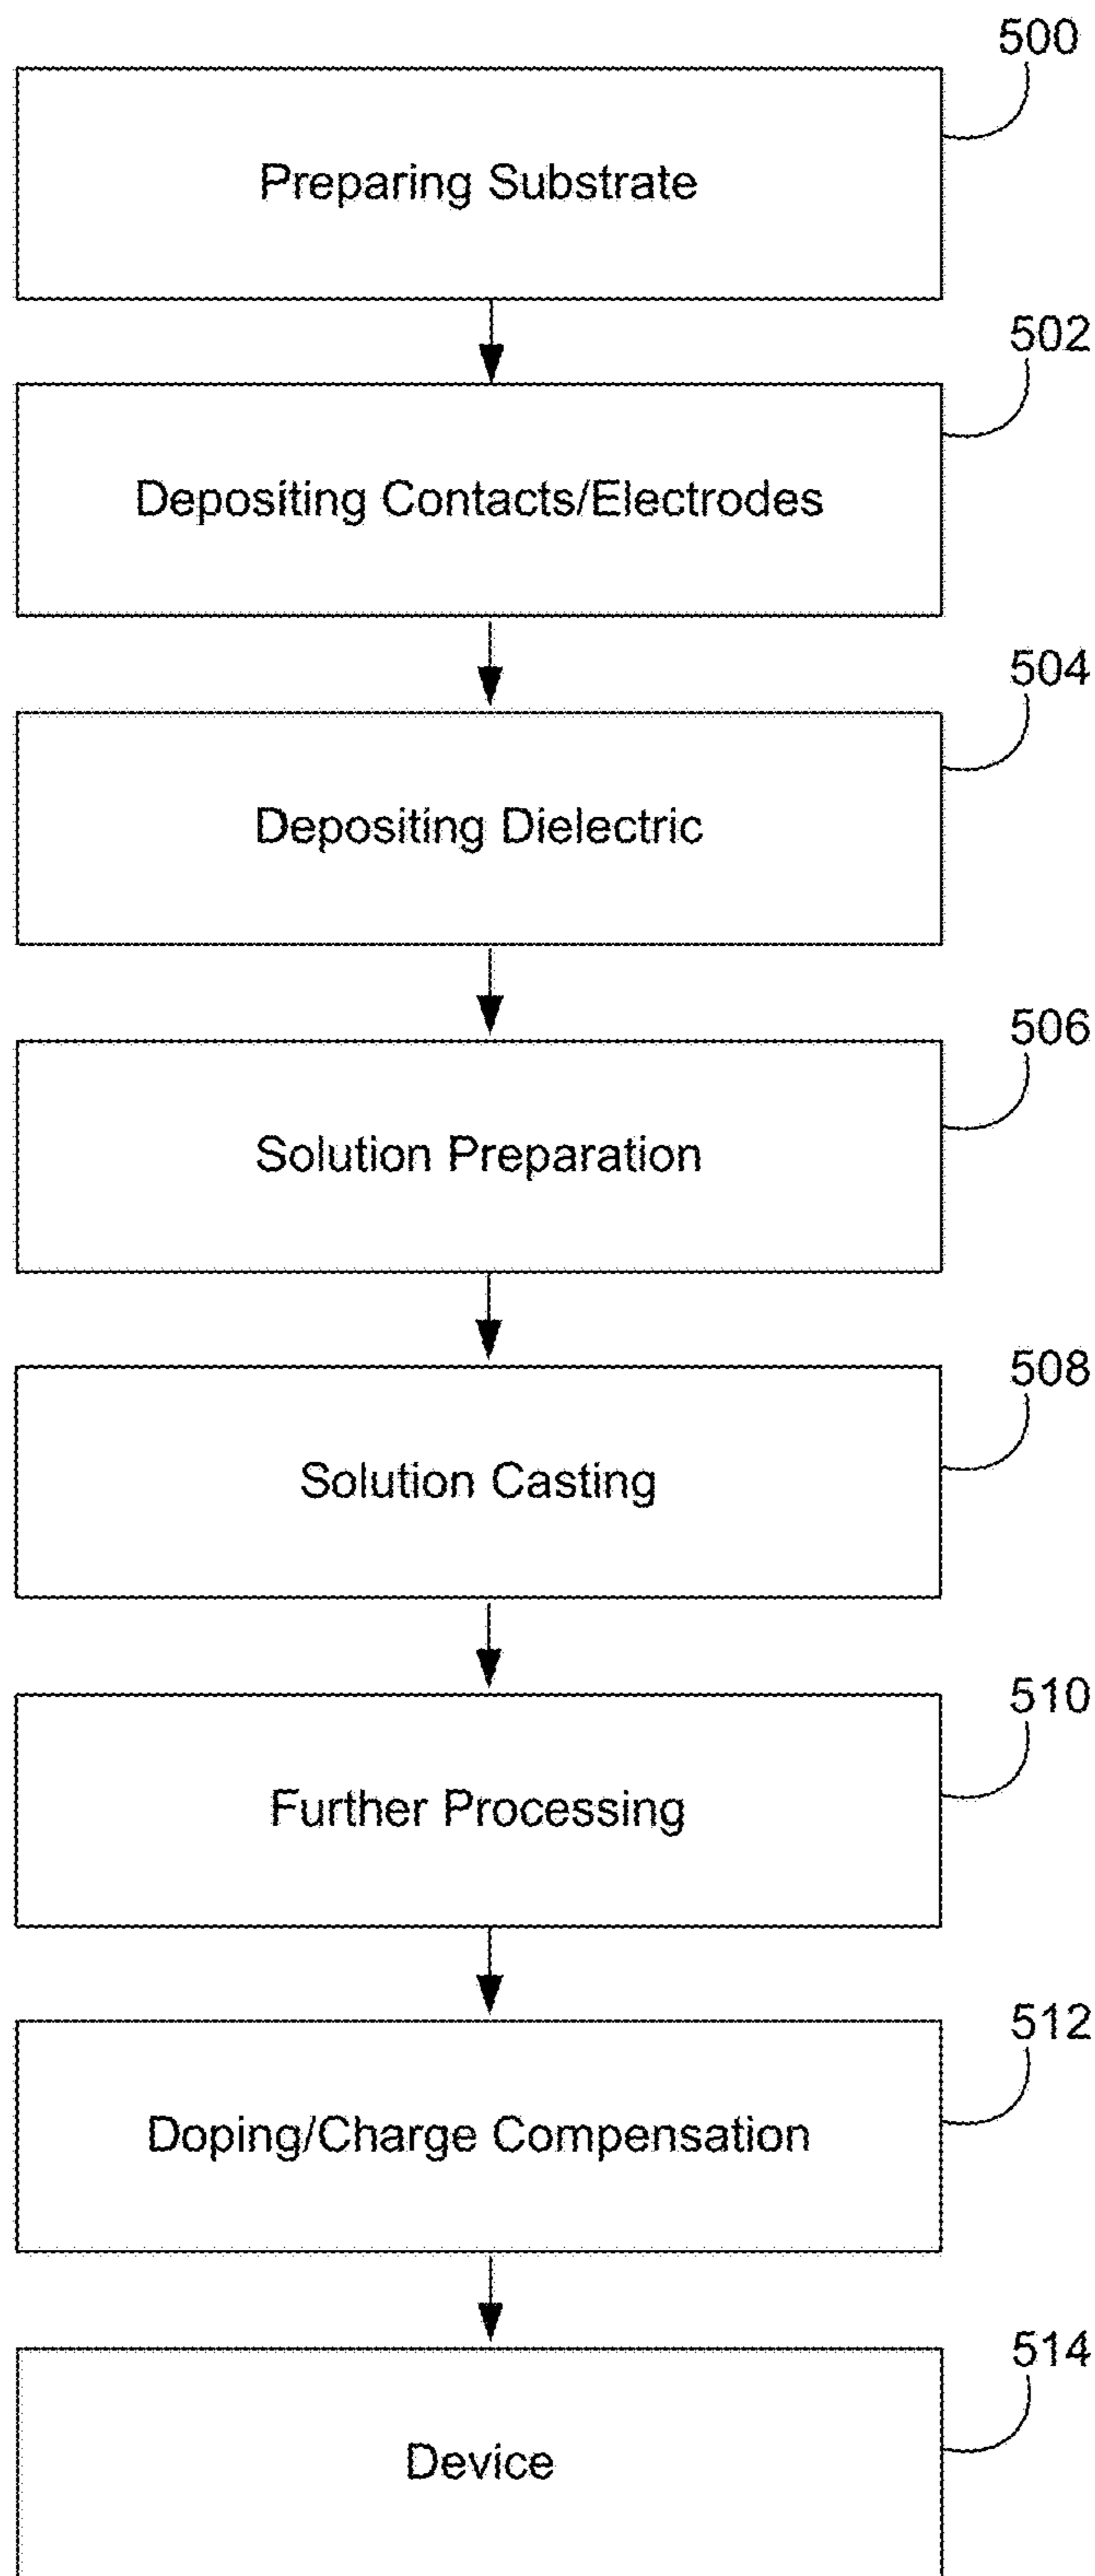 500
Preparing Substrate
502
Depositing Contacts/Electrodes
504
Depositing Dielectric
506
Solution Preparation
508
Solution Casting
510
Further Processing
512
Doping/Charge Compensation
514
Device